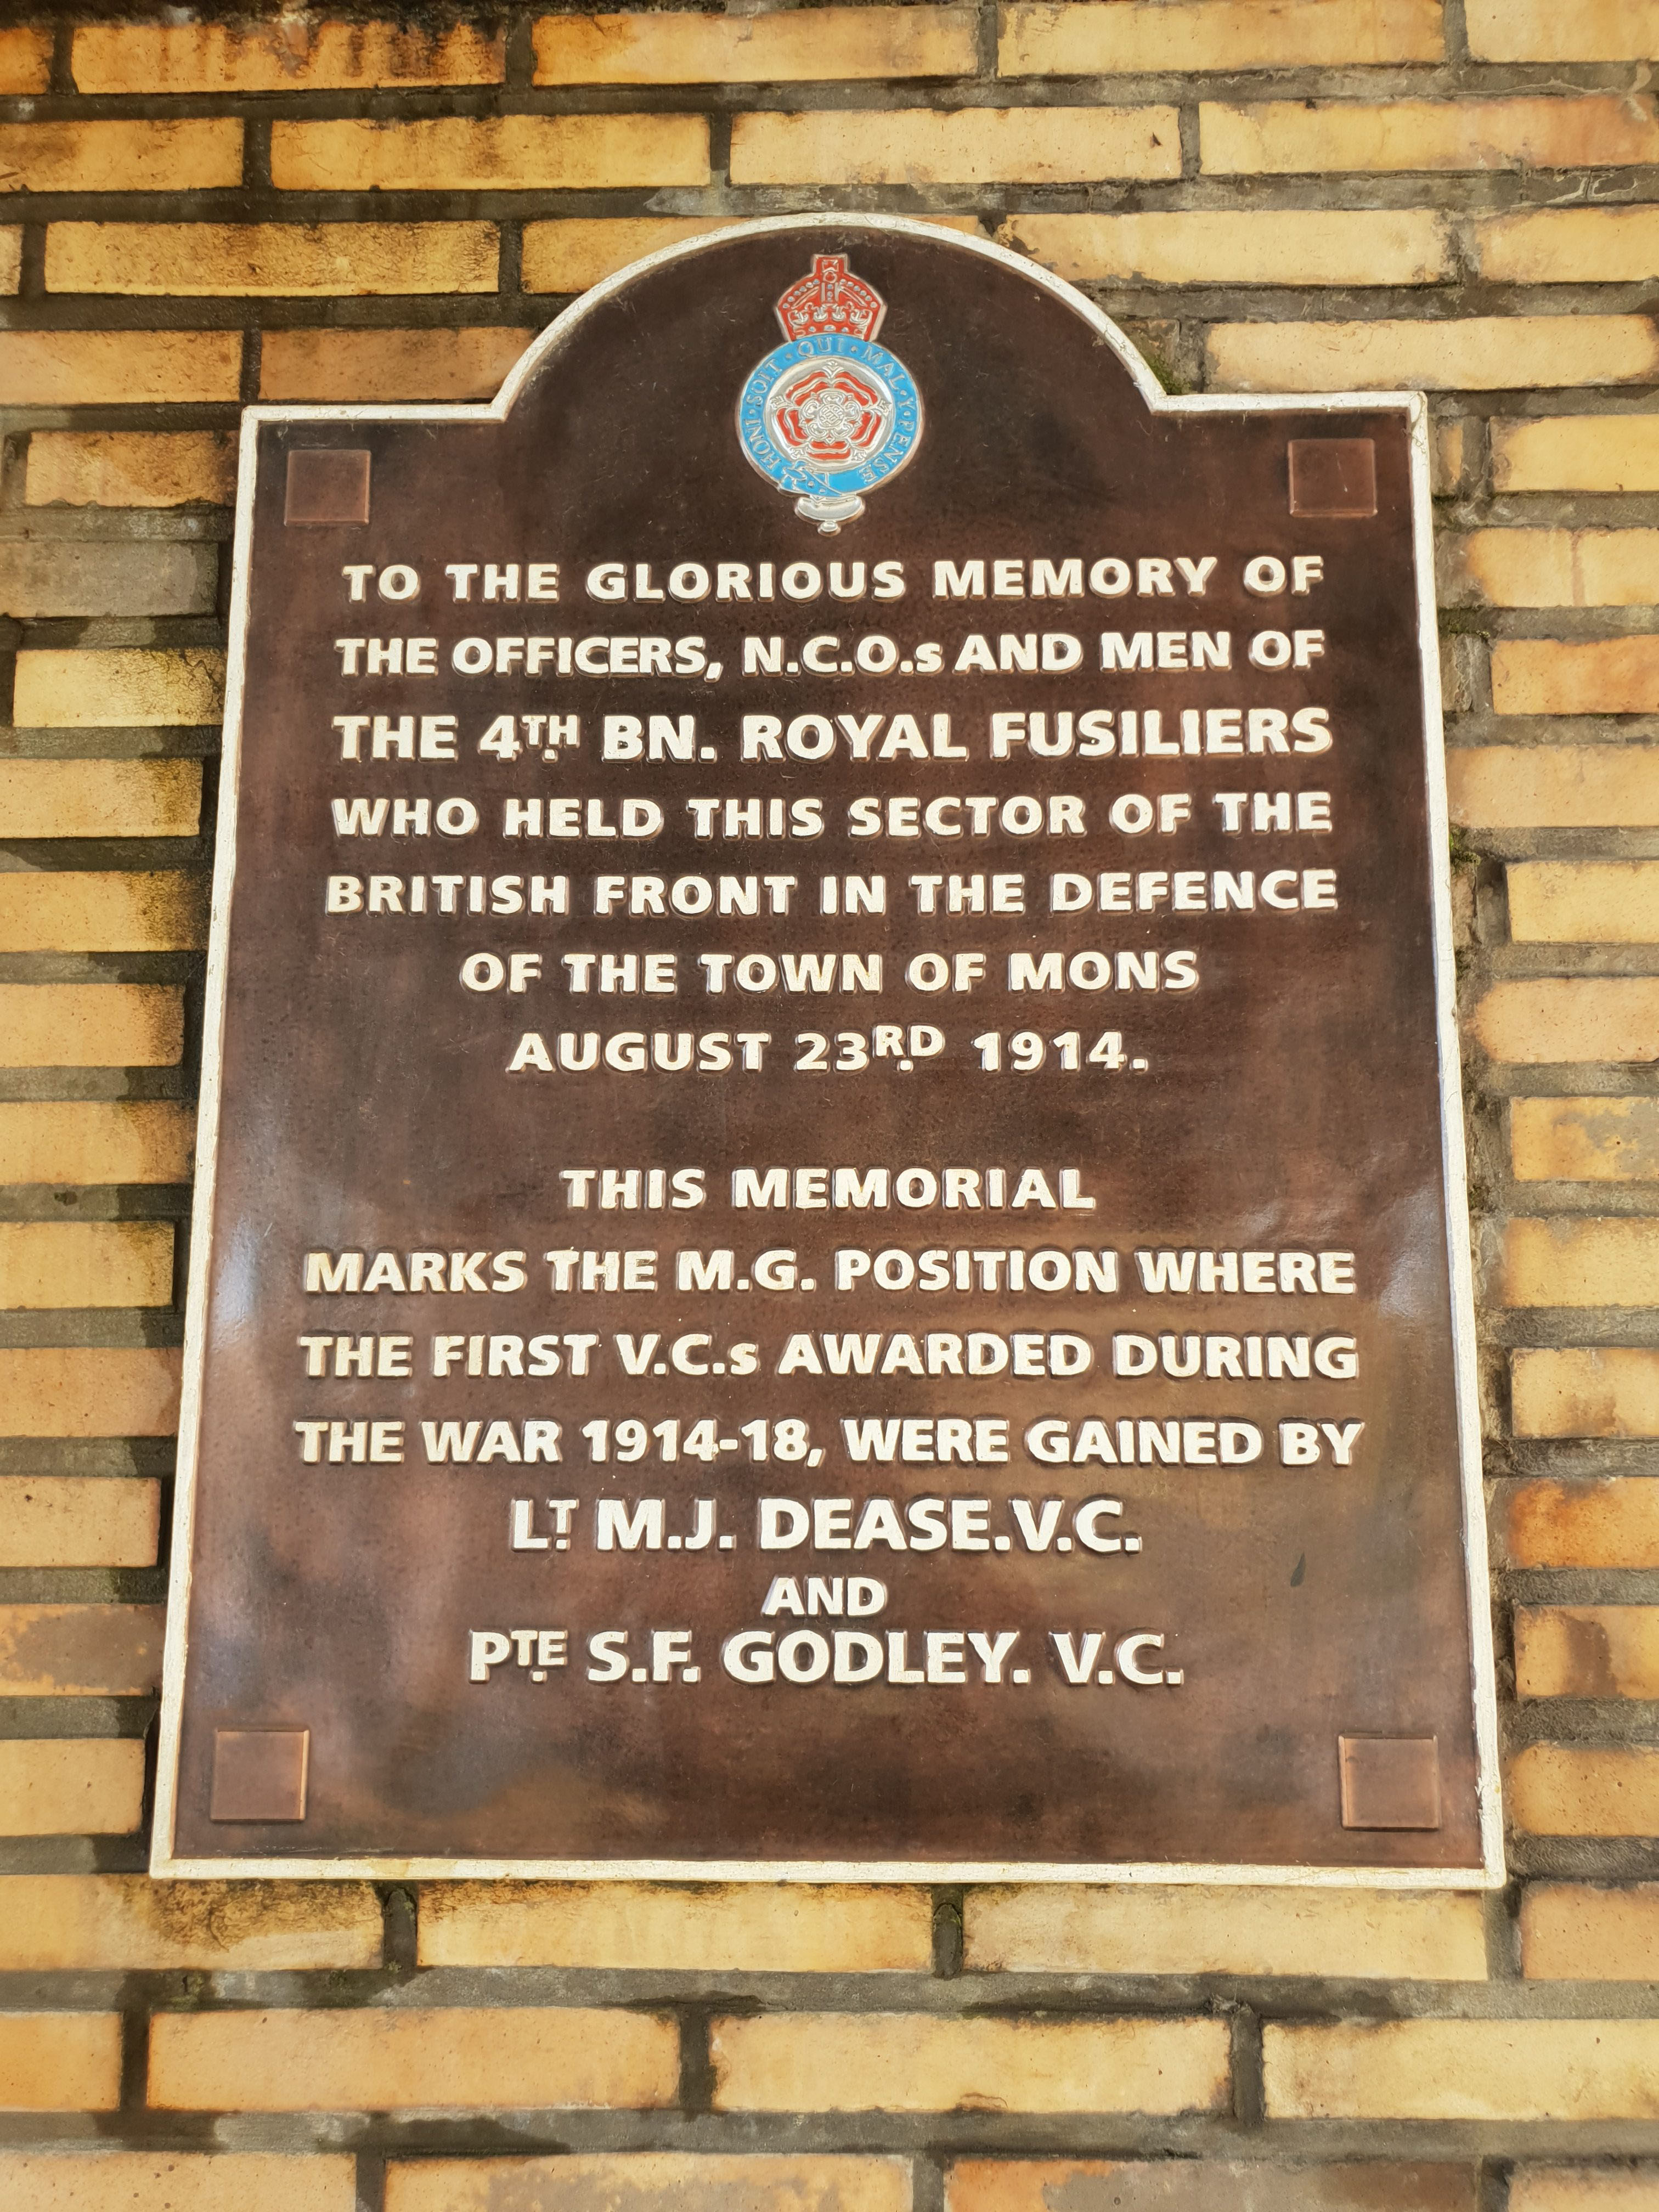 HONI·SOIT·QUI·MAL·Y·PENSE
TO THE GLORIOUS MEMORY OF
THE OFFICERS, N.C.O.s AND MEN OF
THE 4TH BN. ROYAL FUSILIERS
WHO HELD THIS SECTOR OF THE
BRITISH FRONT IN THE DEFENCE
OF THE TOWN OF MONS
AUGUST 23RD 1914.
THIS MEMORIAL
MARKS THE M.G. POSITION WHERE
THE FIRST V.C.s AWARDED DURING
THE WAR 1914-18, WERE GAINED BY
LT. M.J. DEASE.V.C.
AND
PTE. S.F. GODLEY. V.C.